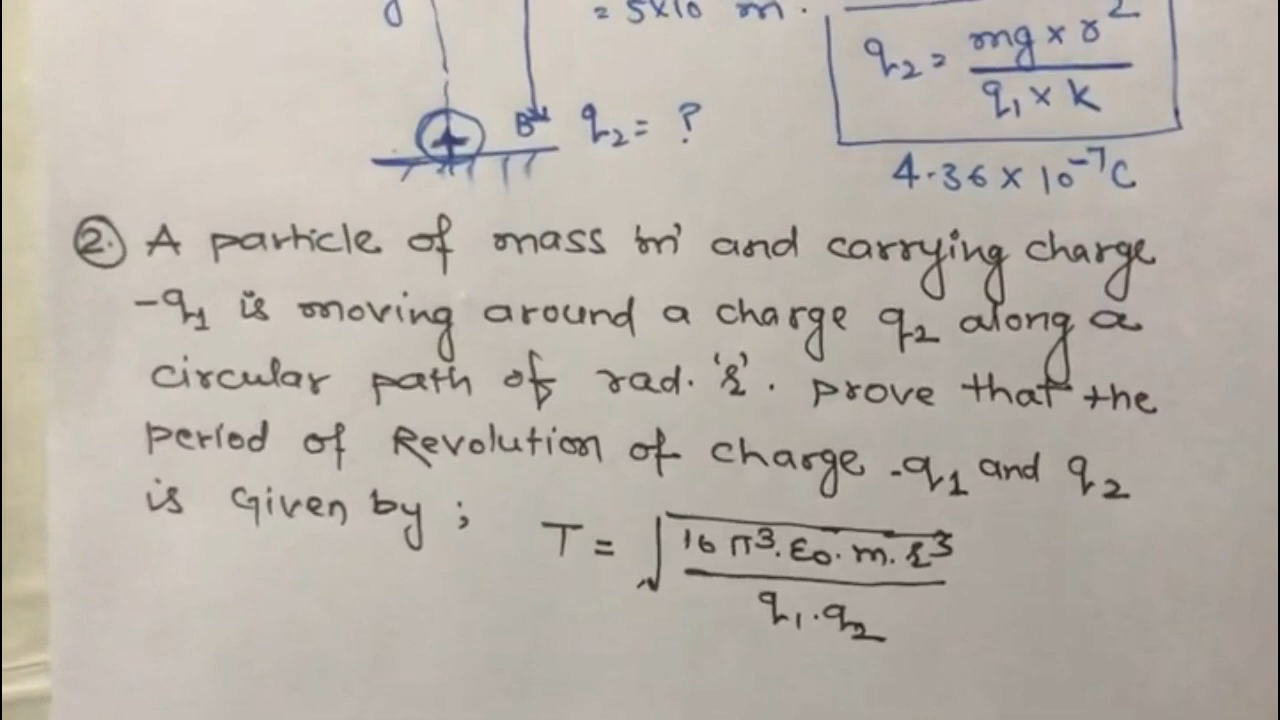 = 5×10 m.
q₂ = mg × r² / q₁ × k
B q₂ = ?
4.36 × 10⁻⁷ C
2. A particle of mass 'm' and carrying charge
-q₁ is moving around a charge q₂ along a
circular path of rad. 'r'. prove that the
period of Revolution of charge -q₁ and q₂
is Given by ; T = √(16 π³. ε₀. m. r³ / q₁.q₂)